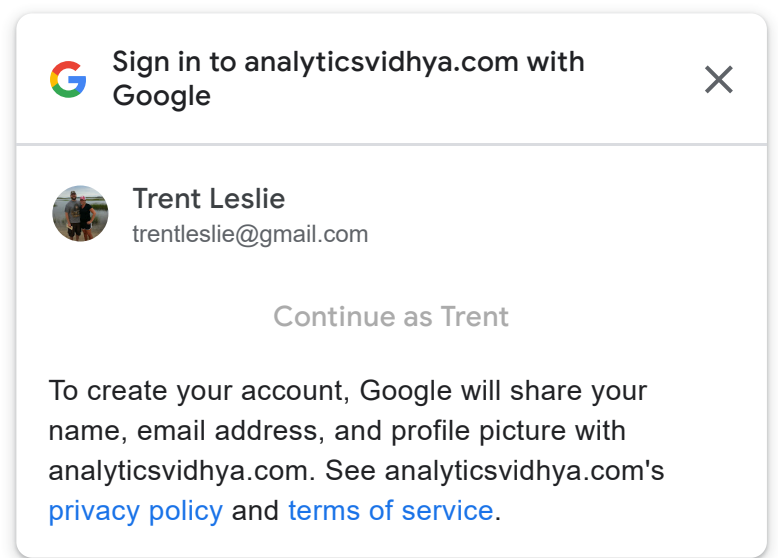 Sign in to analyticsvidhya.com with
Google
Trent Leslie
trentleslie@gmail.com
Continue as Trent
To create your account, Google will share your
name, email address, and profile picture with
analyticsvidhya.com. See analyticsvidhya.com's
privacy policy and terms of service.